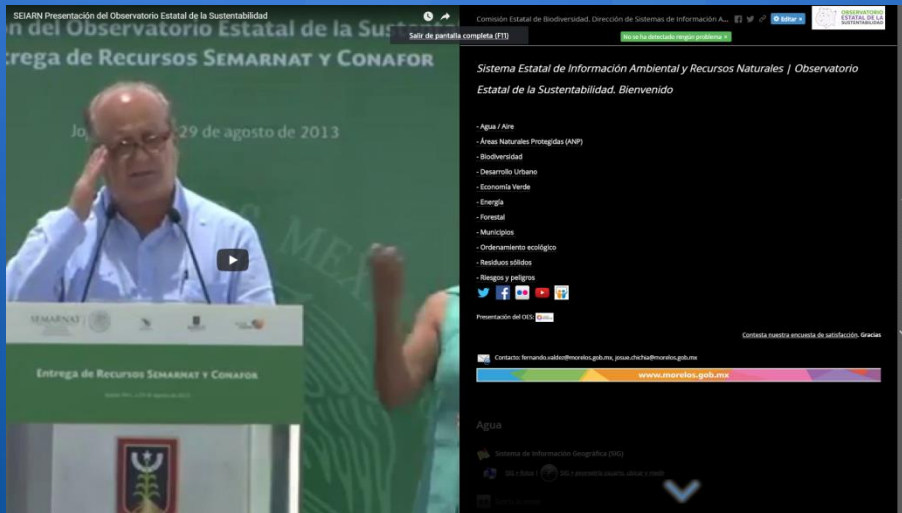 SEIARN Presentación del Observatorio Estatal de la Sustentabilidad
n del Observatorio Estatal de la Sus
trega de Recursos SEMARNAT Y CONAFOR
29 de agosto de 2013
SEMARNAT
Entrega de Recursos SEMARNAT Y CONAFOR
Salir de pantalla completa (F11)
Comisión Estatal de Biodiversidad, Dirección de Sistemas de Información A...
Editar
OBSERVATORIO
ESTATAL DE LA
SUSTENTABILIDAD
No se ha detectado ningún problema ×
Sistema Estatal de Información Ambiental y Recursos Naturales | Observatorio
Estatal de la Sustentabilidad. Bienvenido
- Agua / Aire
- Áreas Naturales Protegidas (ANP)
- Biodiversidad
- Desarrollo Urbano
- Economía Verde
- Energía
- Forestal
- Municipios
- Ordenamiento ecológico
- Residuos sólidos
- Riesgos y peligros
Presentación del OES:
Contesta nuestra encuesta de satisfacción. Gracias
Contacto: fernando.valdez@morelos.gob.mx, josue.chichia@morelos.gob.mx
www.morelos.gob.mx
Agua
Sistema de Información Geográfica (SIG)